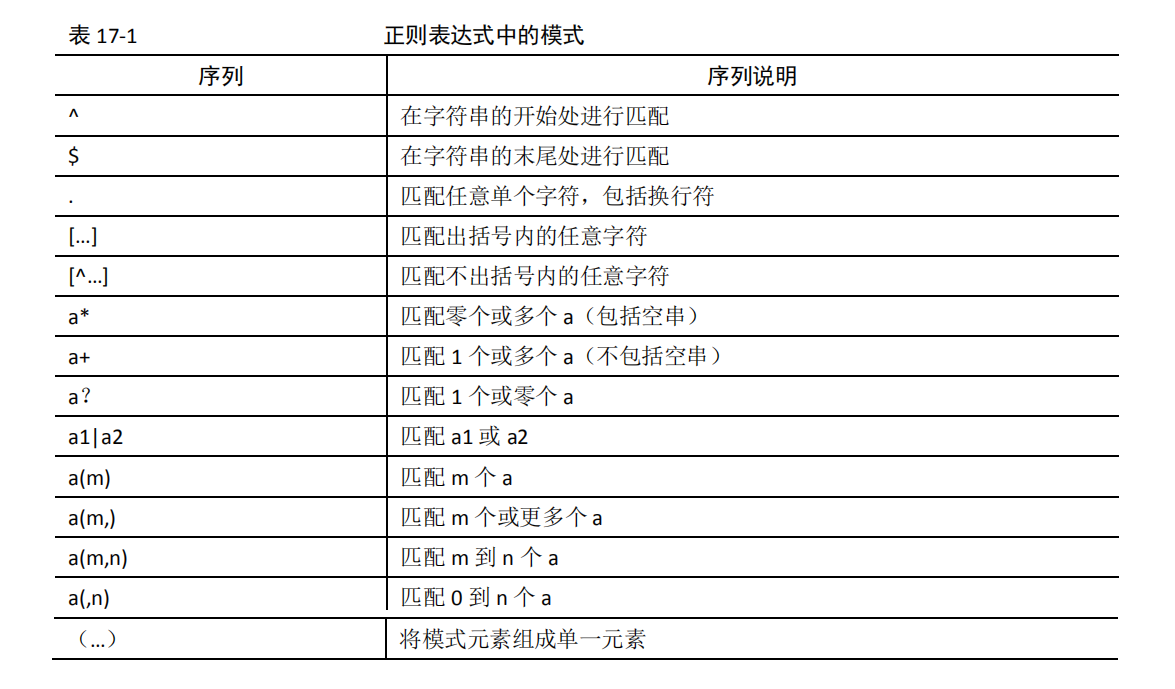 表 17-1 正则表达式中的模式
序列 序列说明
^ 在字符串的开始处进行匹配
$ 在字符串的末尾处进行匹配
. 匹配任意单个字符，包括换行符
[…] 匹配出括号内的任意字符
[^…] 匹配不出括号内的任意字符
a* 匹配零个或多个 a（包括空串）
a+ 匹配 1 个或多个 a（不包括空串）
a？ 匹配 1 个或零个 a
a1|a2 匹配 a1 或 a2
a(m) 匹配 m 个 a
a(m,) 匹配 m 个或更多个 a
a(m,n) 匹配 m 到 n 个 a
a(,n) 匹配 0 到 n 个 a
（…） 将模式元素组成单一元素